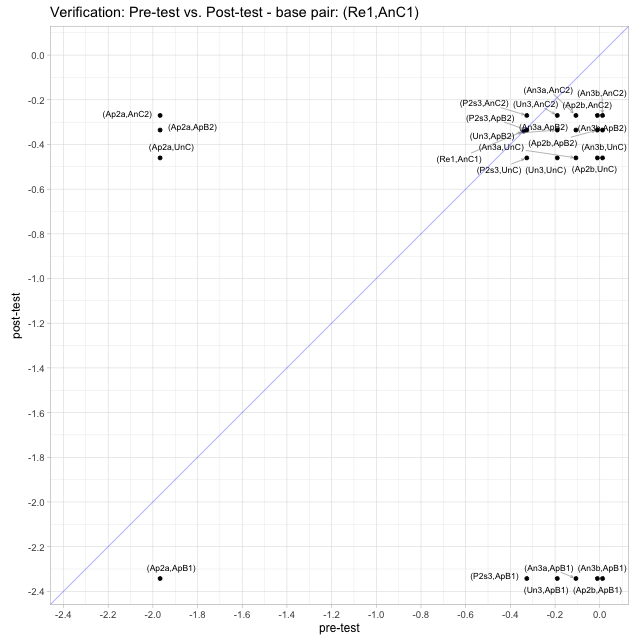 Verification: Pre-test vs. Post-test - base pair: (Re1,AnC1)
0.0
(An3a,AnC2)
(An3b,AnC2)
-0.2
(P2s3,AnC2)
(Un3,AnC2)
(Ap2b,AnC2)
(Ap2a,AnC2)
(P2s3,ApB2)
(Ap2a,ApB2)
(An3a,ApB2)
(An3b,ApB2)
(Un3,ApB2)
-0.4
(Ap2b,ApB2)
(Ap2a,UnC)
(An3a,UnC)
(An3b,UnC)
(Re1,AnC1)
(P2s3,UnC)
(Un3,UnC)
(Ap2b,UnC)
-0.6
-0.8
-1.0
post-test
-1.2
-1.4
-1.6
-1.8
-2.0
-2.2
(Ap2a,ApB1)
(An3a,ApB1)
(An3b,ApB1)
(P2s3,ApB1)
(Un3,ApB1)
(Ap2b,ApB1)
-2.4
-2.4 -2.2 -2.0 -1.8 -1.6 -1.4 -1.2 -1.0 -0.8 -0.6 -0.4 -0.2 0.0
pre-test